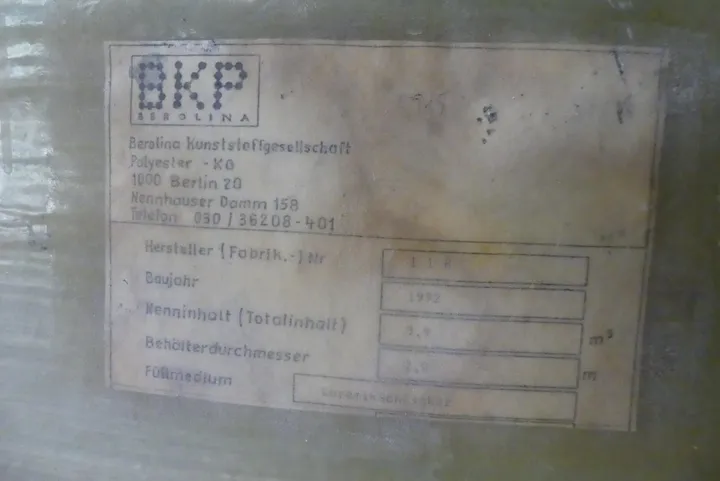 BKP
BEROLINA
Berolina Kunststoffgesellschaft
Polyester - KG
1000 Berlin 20
Nennhauser Damm 158
Telefon 030 / 36208-401
Hersteller (Fabrik.-) Nr
Baujahr 1992
Nenninhalt (Totalinhalt) m³
Behälterdurchmesser m
Füllmedium